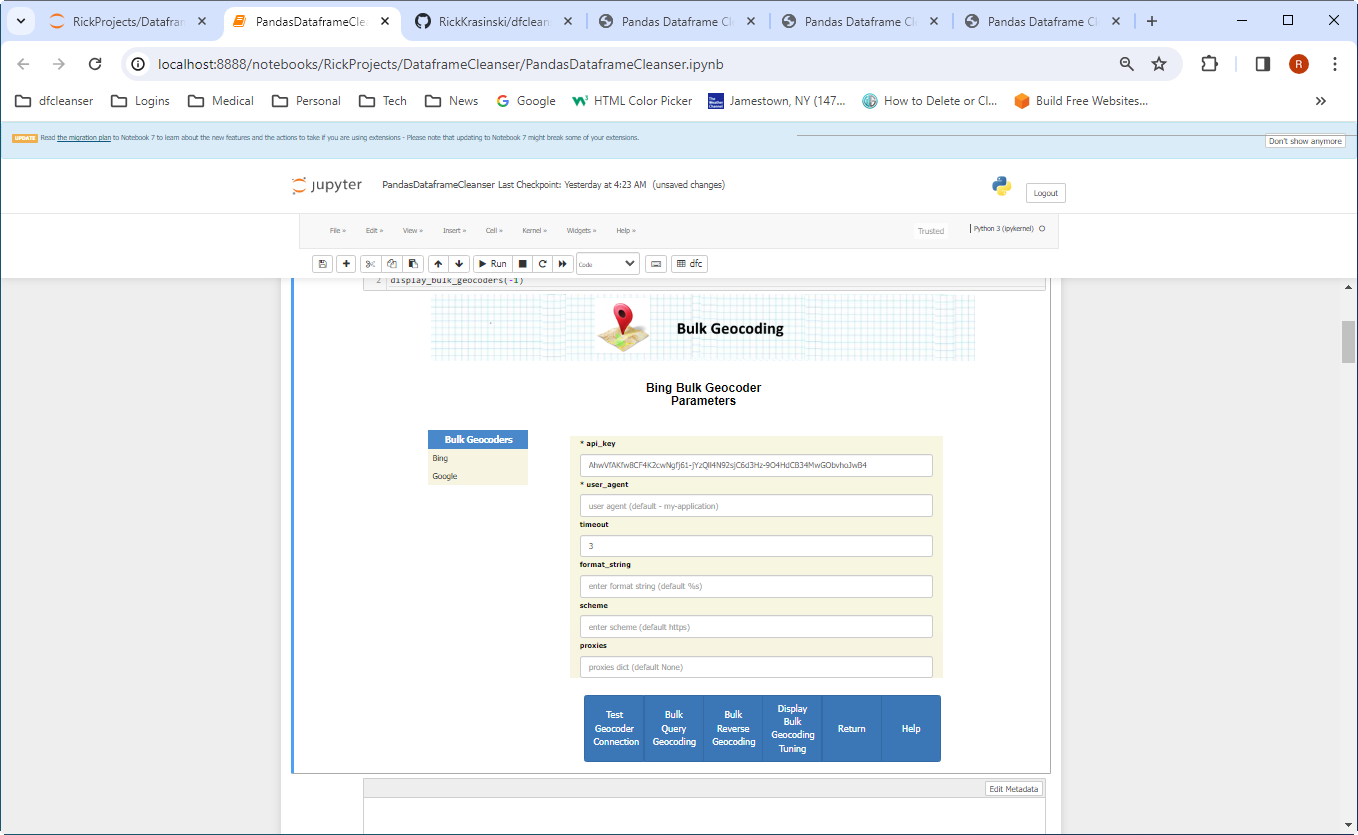 RickProjects/Datafran
PandasDataframeClea
RickKrasinski/dfclean
Pandas Dataframe Cl
Pandas Dataframe Cl
Pandas Dataframe Cl
localhost:8888/notebooks/RickProjects/DataframeCleanser/PandasDataframeCleanser.ipynb
R
dfcleanser Logins Medical Personal Tech News Google HTML Color Picker Jamestown, NY (147... How to Delete or Cl... Build Free Websites...
UPDATE Read the migration plan to Notebook 7 to learn about the new features and the actions to take if you are using extensions - Please note that updating to Notebook 7 might break some of your extensions.
Don't show anymore
jupyter PandasDataframeCleanser Last Checkpoint: Yesterday at 4:23 AM (unsaved changes)
Logout
File Edit View Insert Cell Kernel Widgets Help
Trusted Python 3 (ipykernel) O
Run Code dfc
2 display_bulk_geocoders(-1)
Bulk Geocoding
Bing Bulk Geocoder
Parameters
Bulk Geocoders
Bing
Google
* api_key
* user_agent
user agent (default - my-application)
timeout
3
format_string
enter format string (default %s)
scheme
enter scheme (default https)
proxies
proxies dict (default None)
Test
Geocoder
Connection
Bulk
Query
Geocoding
Bulk
Reverse
Geocoding
Display
Bulk
Geocoding
Tuning
Return
Help
Edit Metadata